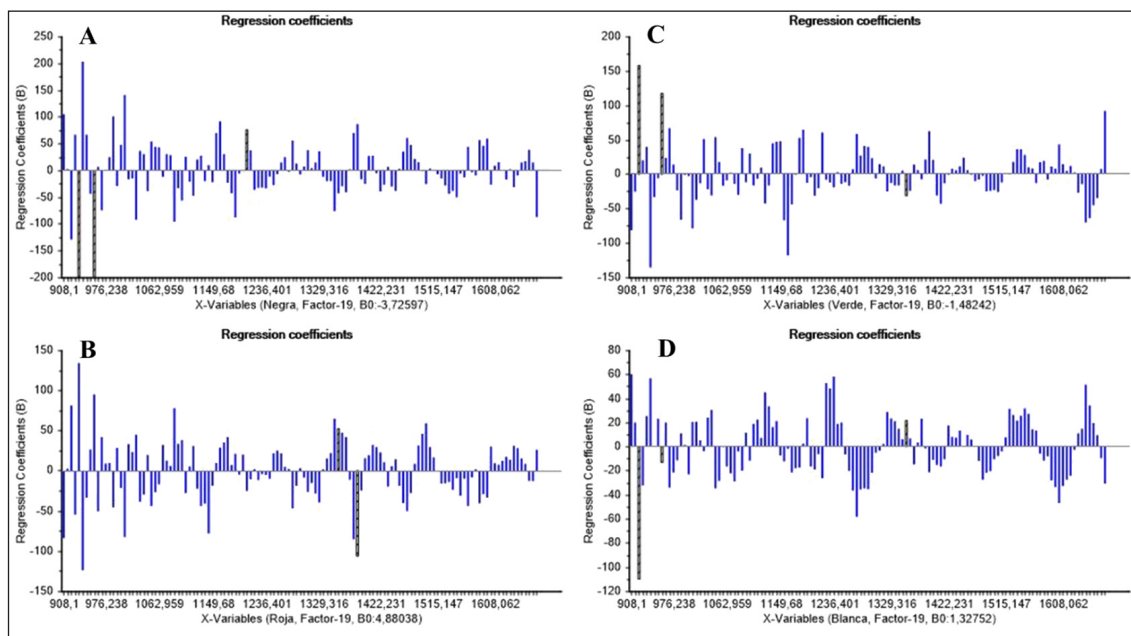 Regression coefficients
A
Regression Coefficients (B)
250
200
150
100
50
0
-50
-100
-150
-200
908,1 976,238 1062,959 1149,68 1236,401 1329,316 1422,231 1515,147 1608,062
X-Variables (Negra, Factor-19, B0:-3,72597)
Regression coefficients
C
Regression Coefficients (B)
200
150
100
50
0
-50
-100
-150
908,1 976,238 1062,959 1149,68 1236,401 1329,316 1422,231 1515,147 1608,062
X-Variables (Verde, Factor-19, B0:-1,48242)
Regression coefficients
B
Regression Coefficients (B)
150
100
50
0
-50
-100
-150
908,1 976,238 1062,959 1149,68 1236,401 1329,316 1422,231 1515,147 1608,062
X-Variables (Roja, Factor-19, B0:4,88038)
Regression coefficients
D
Regression Coefficients (B)
80
60
40
20
0
-20
-40
-60
-80
-100
-120
908,1 976,238 1062,959 1149,68 1236,401 1329,316 1422,231 1515,147 1608,062
X-Variables (Blanca, Factor-19, B0:1,32752)